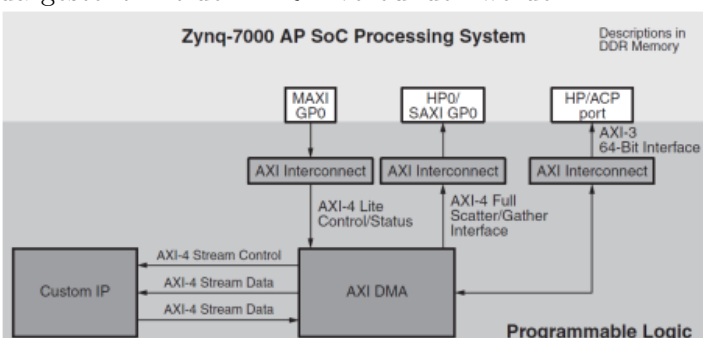 Zynq-7000 AP SoC Processing System
Descriptions in
DDR Memory
MAXI
GP0
HP0/
SAXI GP0
HP/ACP
port
AXI-3
64-Bit Interface
AXI Interconnect
AXI Interconnect
AXI Interconnect
AXI-4 Lite
Control/Status
AXI-4 Full
Scatter/Gather
Interface
AXI-4 Stream Control
AXI-4 Stream Data
AXI-4 Stream Data
Custom IP
AXI DMA
Programmable Logic